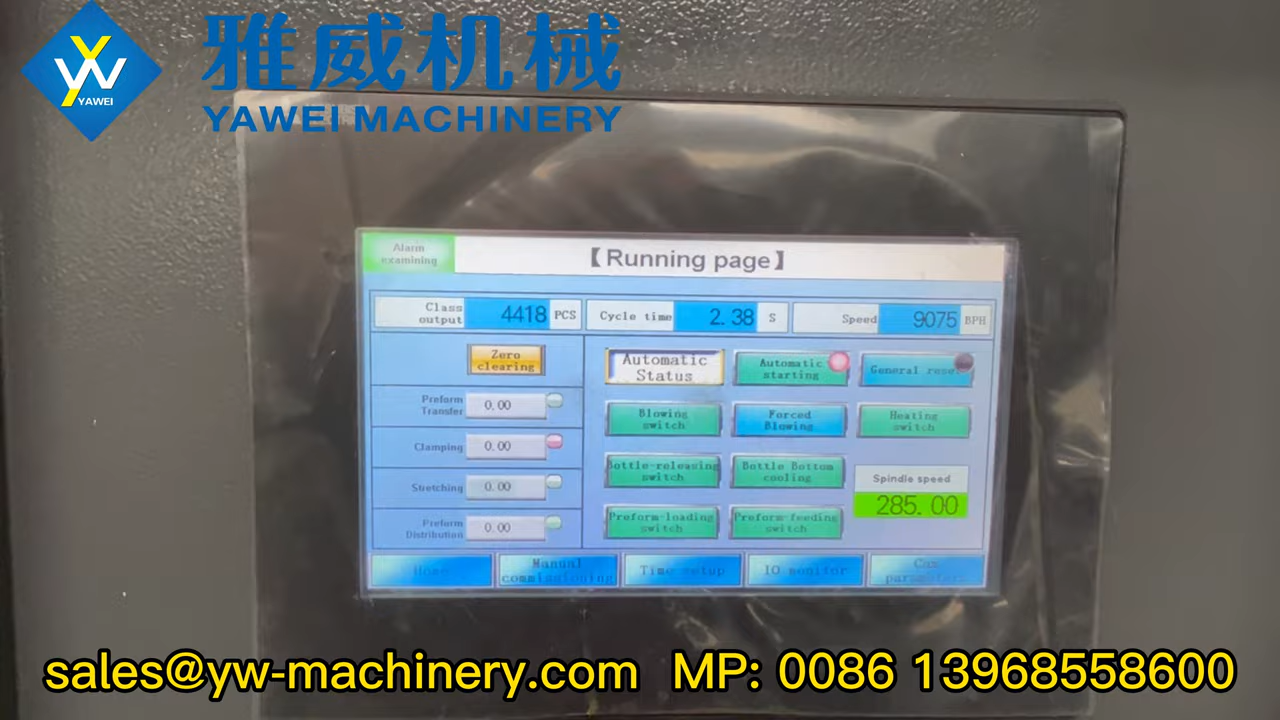 YW
YAWEI
雅威机械
YAWEI MACHINERY
Alarm
examining
【Running page】
Class
output
4418
PCS
Cycle time
2.38
S
Speed
9075
BPH
Zero
clearing
Automatic
Status
Automatic
starting
General reset
Preform
Transfer
0.00
Blowing
switch
Forced
Blowing
Heating
switch
Clamping
0.00
Bottle-releasing
switch
Bottle Bottom
cooling
Spindle speed
285.00
Stretching
0.00
Preform
Distribution
0.00
Preform-loading
switch
Preform-feeding
switch
Home
Manual
commissioning
Time setup
IO monitor
Cam
parameter
sales@yw-machinery.com MP: 0086 13968558600